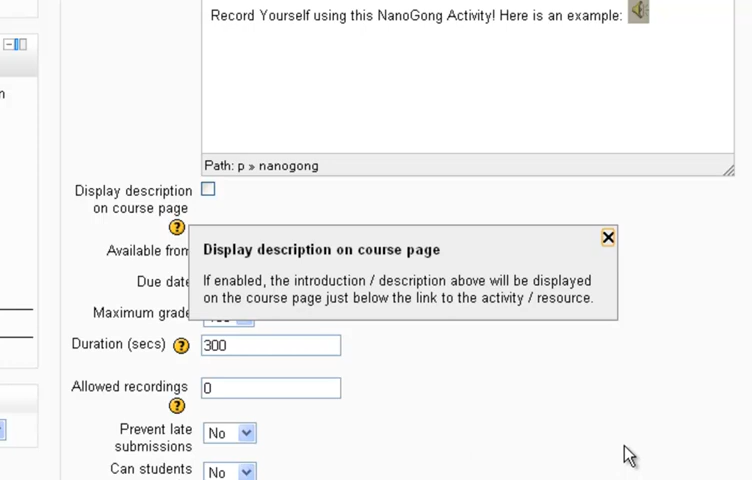 Record Yourself using this NanoGong Activity! Here is an example:
n
Path: p » nanogong
Display description
on course page
?
Available from
Display description on course page
If enabled, the introduction / description above will be displayed
on the course page just below the link to the activity / resource.
Due date
Maximum grade
Duration (secs) ? 300
Allowed recordings 0
?
Prevent late
submissions No
Can students No